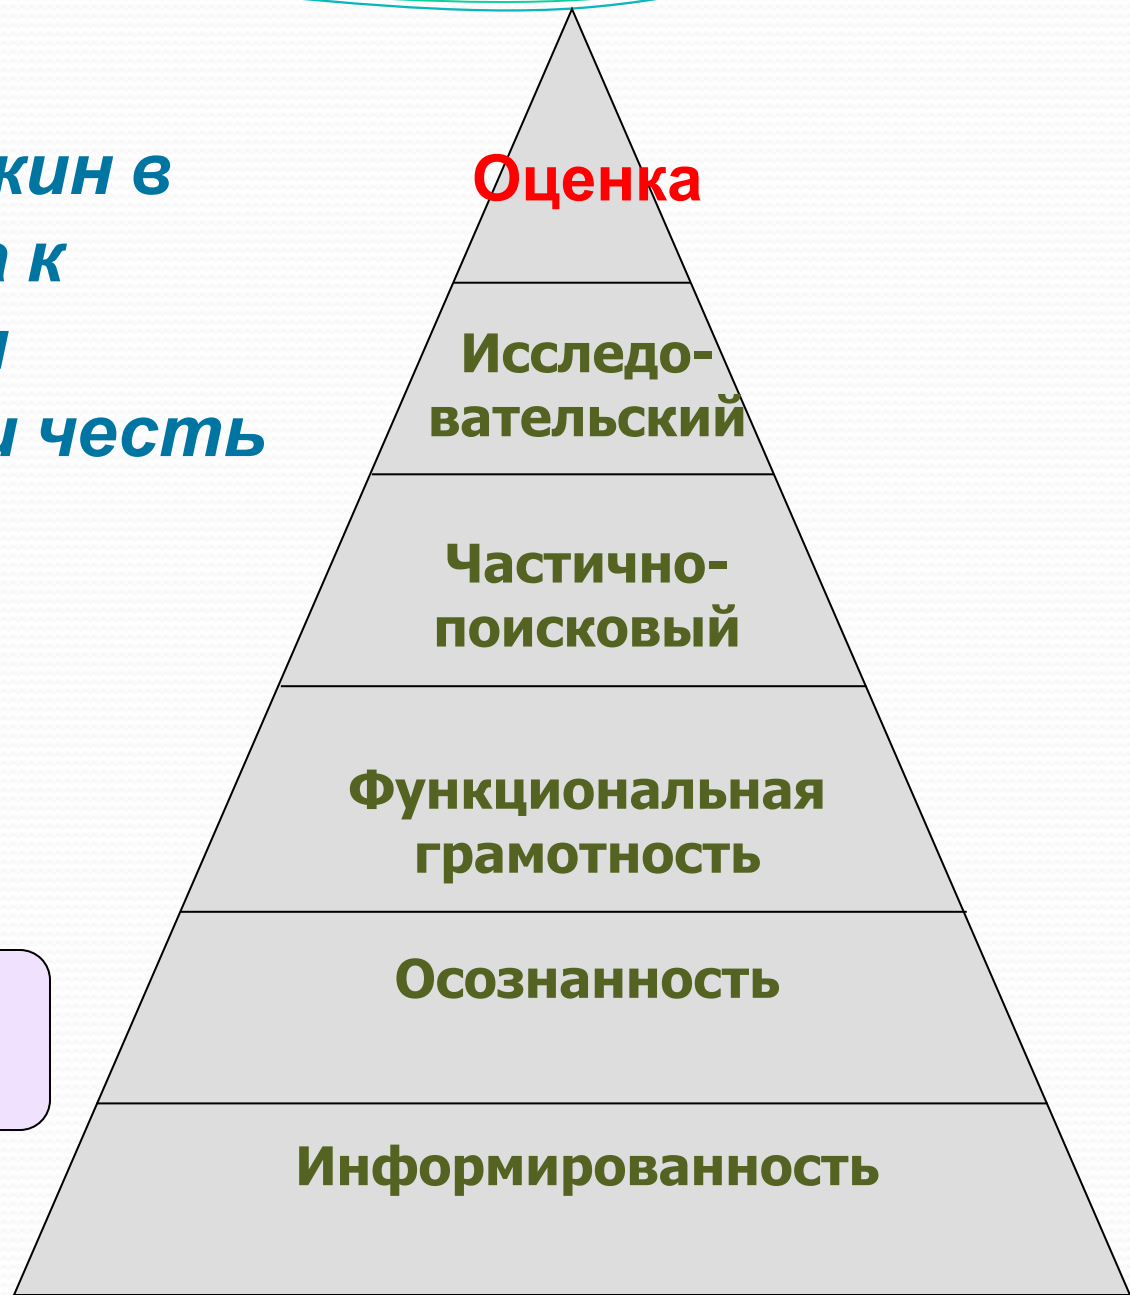 кин в
а к
и честь
Оценка
Исследо-
вательский
Частично-
поисковый
Функциональная
грамотность
Осознанность
Информированность